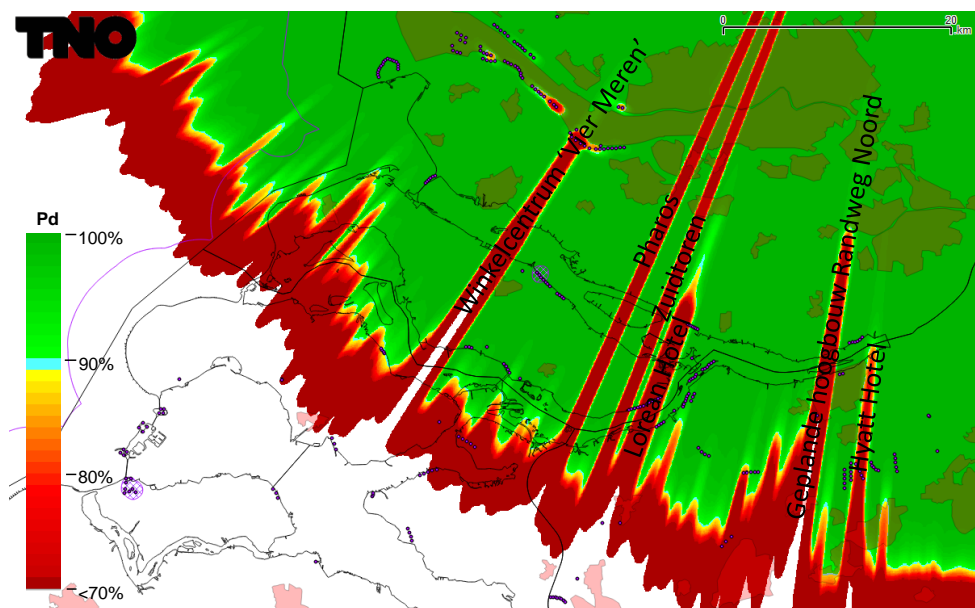 TNO
0
20
km
Winkelcentrum ‘Vier Meren’
Pharos
Zuidtoren
Lorean Hotel
Geplande hoogbouw Randweg Noord
Hyatt Hotel
Pd
100%
90%
80%
<70%